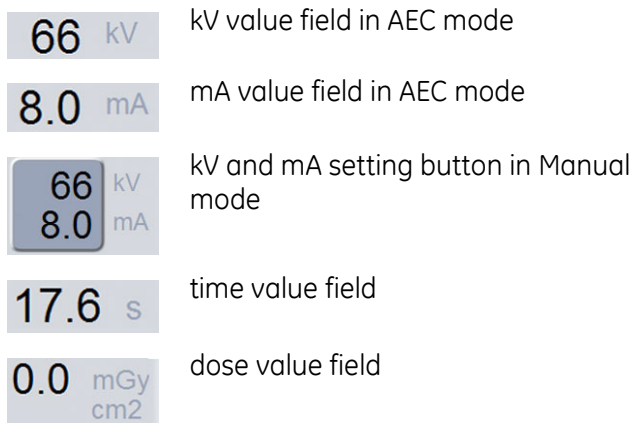 66 kV
kV value field in AEC mode
8.0 mA
mA value field in AEC mode
66 kV
8.0 mA
kV and mA setting button in Manual
mode
17.6 s
time value field
0.0 mGy
cm2
dose value field